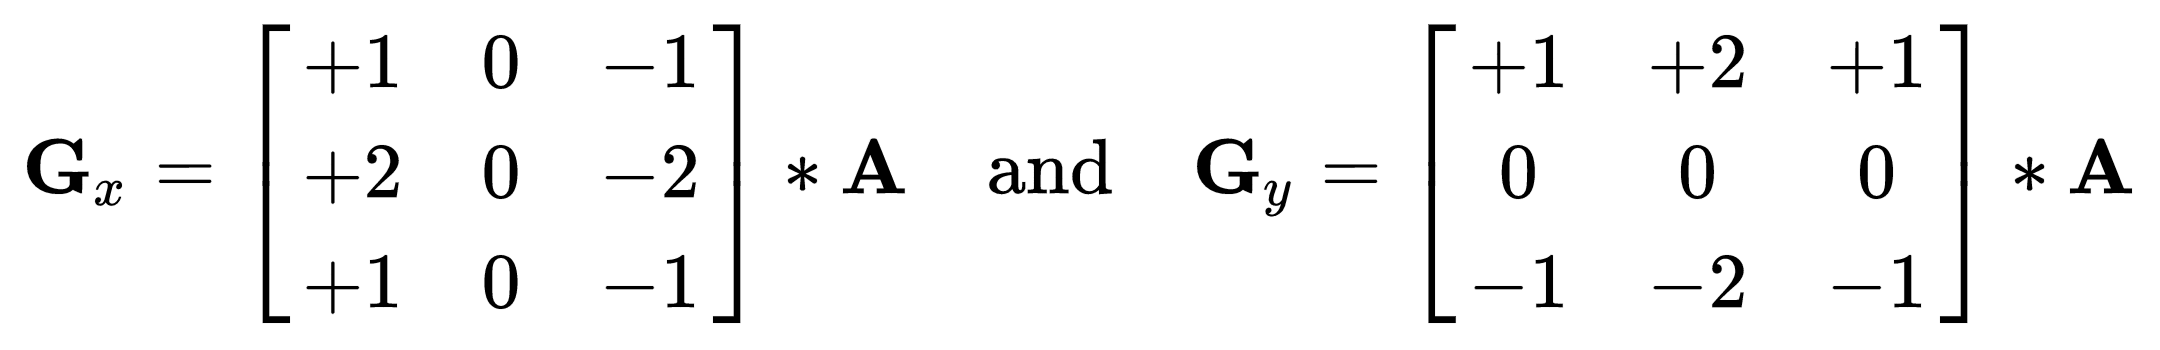 +1 0 −1 +1 +2 +1
G_x = +2 0 −2 * A and G_y = 0 0 0 * A
+1 0 −1 −1 −2 −1